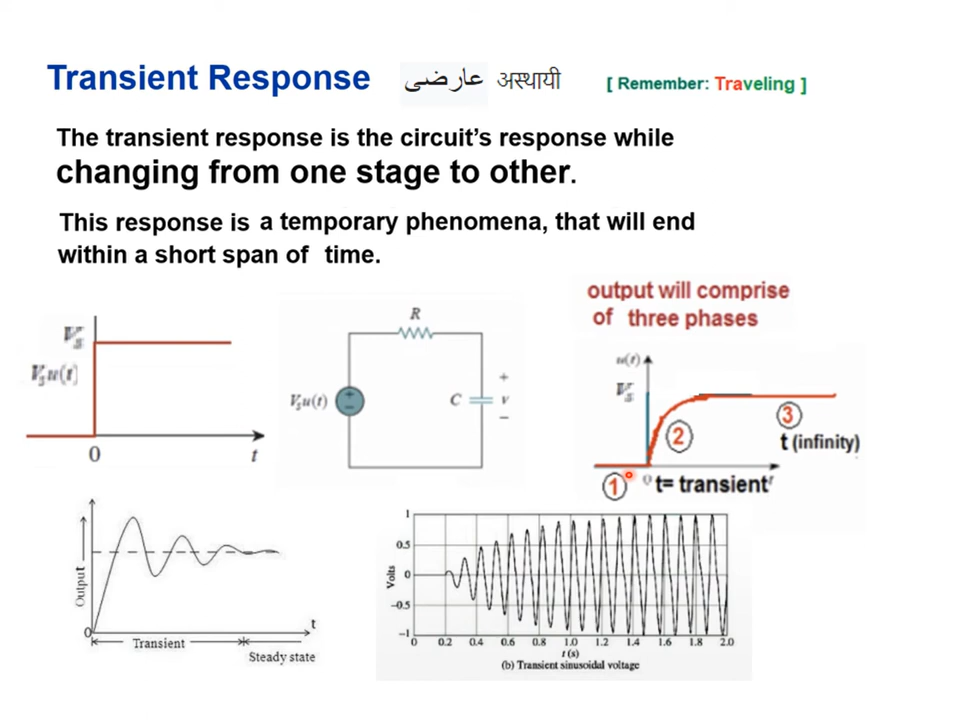 Transient Response عارضی अस्थायी [ Remember: Traveling ]
The transient response is the circuit's response while
changing from one stage to other.
This response is a temporary phenomena, that will end
within a short span of time.
output will comprise
of three phases
Vs
Vsu(t)
0
t
R
Vsu(t)
C
+
v
−
u(t)
Vs
2
3
t (infinity)
1
0 t= transient
Output
0
t
Transient
Steady state
1
0.5
0
−0.5
−1
Volts
0 0.2 0.4 0.6 0.8 1.0 1.2 1.4 1.6 1.8 2.0
t (s)
(b) Transient sinusoidal voltage